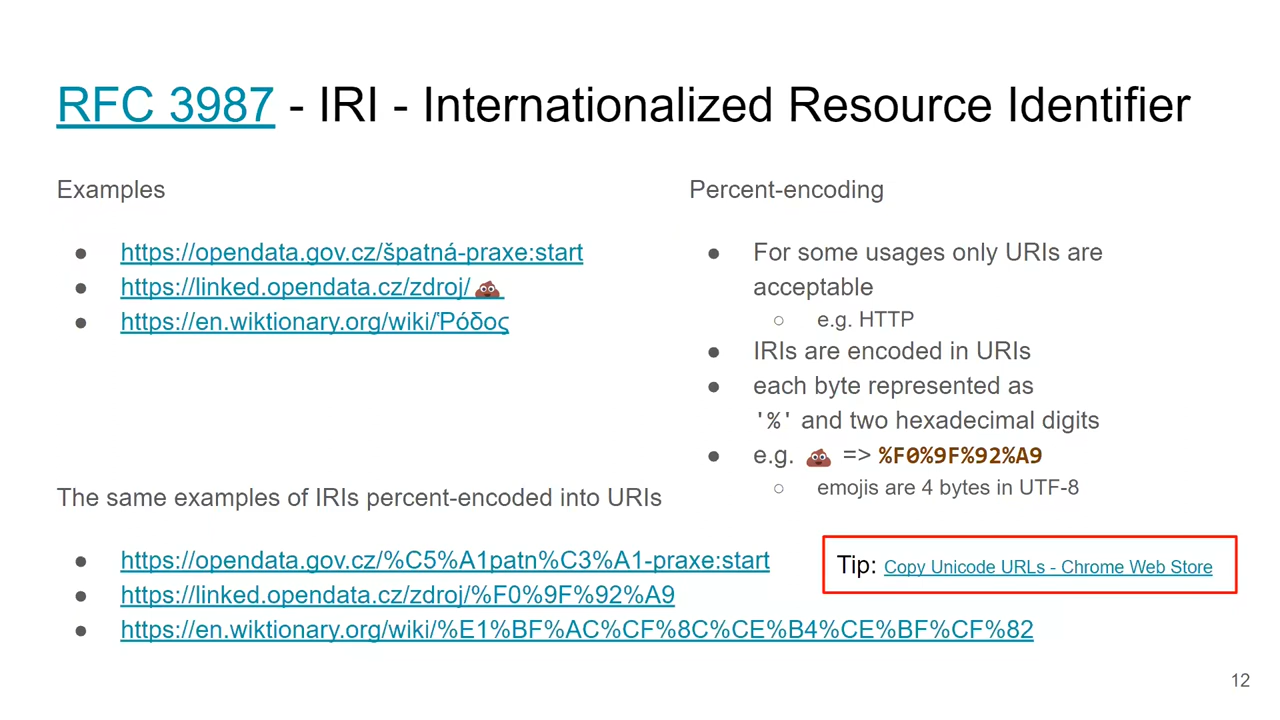 RFC 3987 - IRI - Internationalized Resource Identifier
Examples
● https://opendata.gov.cz/špatná-praxe:start
● https://linked.opendata.cz/zdroj/💩
● https://en.wiktionary.org/wiki/Ῥόδος
Percent-encoding
● For some usages only URIs are
acceptable
○ e.g. HTTP
● IRIs are encoded in URIs
● each byte represented as
'%' and two hexadecimal digits
● e.g. 💩 => %F0%9F%92%A9
○ emojis are 4 bytes in UTF-8
The same examples of IRIs percent-encoded into URIs
● https://opendata.gov.cz/%C5%A1patn%C3%A1-praxe:start
● https://linked.opendata.cz/zdroj/%F0%9F%92%A9
● https://en.wiktionary.org/wiki/%E1%BF%AC%CF%8C%CE%B4%CE%BF%CF%82
Tip: Copy Unicode URLs - Chrome Web Store
12